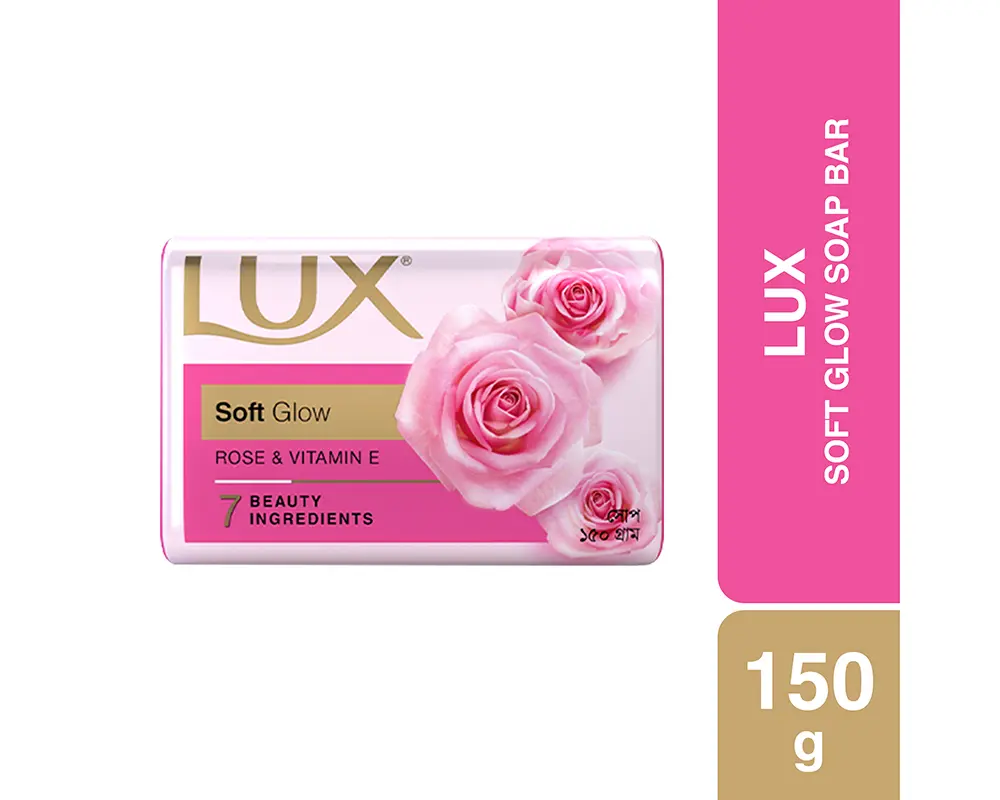 LUX®
Soft Glow
ROSE & VITAMIN E
7 BEAUTY
INGREDIENTS
সোপ
১৫০ গ্রাম
LUX
SOFT GLOW SOAP BAR
150
g